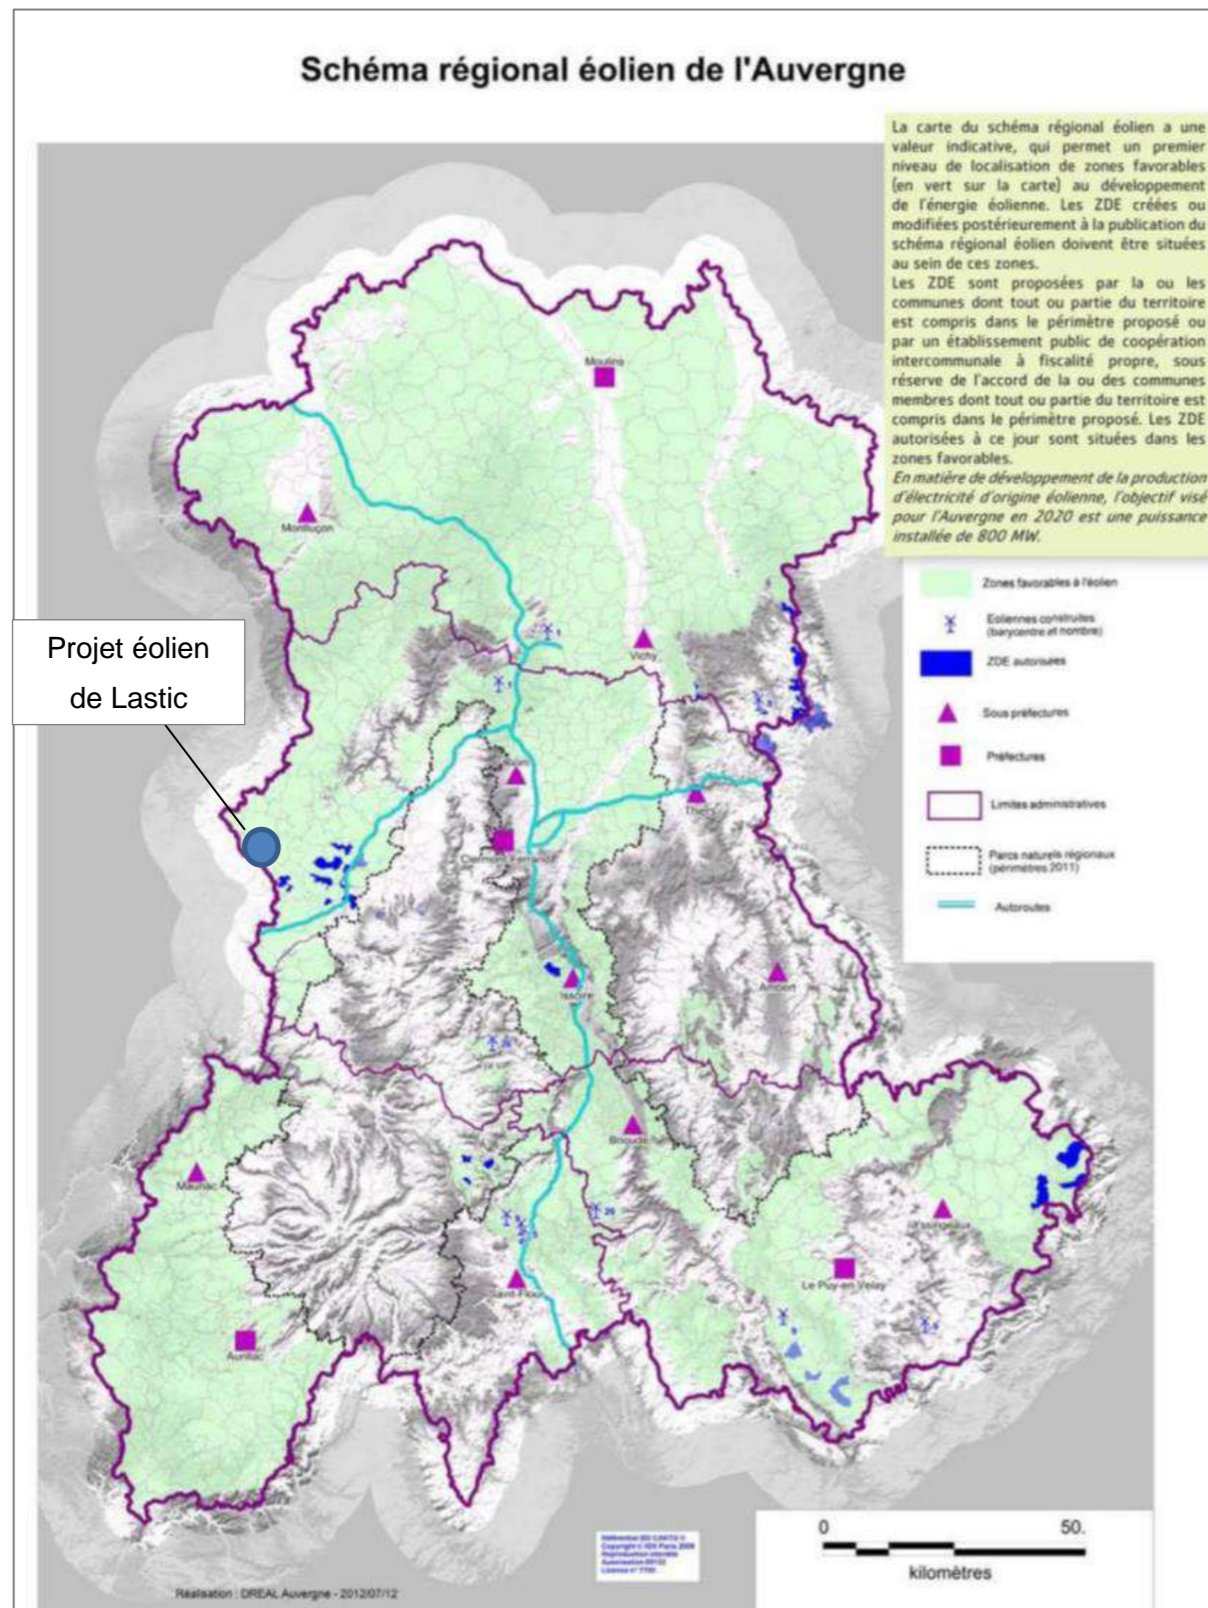 Schéma régional éolien de l'Auvergne
La carte du schéma régional éolien a une
valeur indicative, qui permet un premier
niveau de localisation de zones favorables
(en vert sur la carte) au développement
de l'énergie éolienne. Les ZDE créées ou
modifiées postérieurement à la publication du
schéma régional éolien doivent être situées
au sein de ces zones.
Les ZDE sont proposées par la ou les
communes dont tout ou partie du territoire
est compris dans le périmètre proposé ou
par un établissement public de coopération
intercommunale à fiscalité propre, sous
réserve de l'accord de la ou des communes
membres dont tout ou partie du territoire est
compris dans le périmètre proposé. Les ZDE
autorisées à ce jour sont situées dans les
zones favorables.
En matière de développement de la production
d'électricité d'origine éolienne, l'objectif visé
pour l'Auvergne en 2020 est une puissance
installée de 800 MW.
Zones favorables à l'éolien
Eoliennes construites
(barycentre et nombre)
ZDE autorisées
Sous préfectures
Préfectures
Limites administratives
Parcs naturels régionaux
(périmètres 2011)
Autoroutes
Projet éolien
de Lastic
Moulins
Montluçon
Vichy
Thiers
Clermont-Ferrand
Issoire
Ambert
Brioude
Mauriac
Yssingeaux
Le Puy-en-Velay
Saint-Flour
Aurillac
0 50.
kilomètres
Réalisation : DREAL Auvergne - 2012/07/12